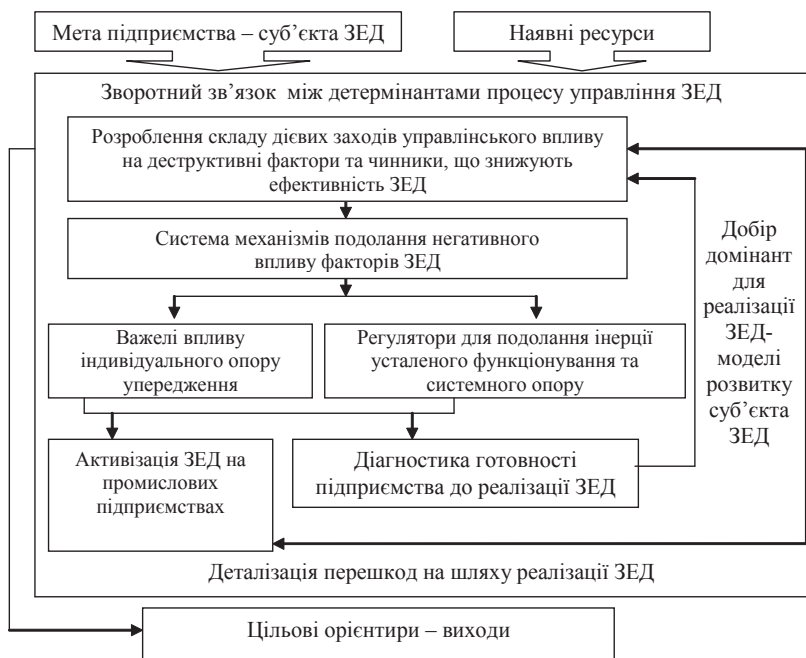 Мета підприємства – суб’єкта ЗЕД
Наявні ресурси
Зворотний зв'язок між детермінантами процесу управління ЗЕД
Розроблення складу дієвих заходів управлінського впливу
на деструктивні фактори та чинники, що знижують
ефективність ЗЕД
Система механізмів подолання негативного
впливу факторів ЗЕД
Важелі впливу
індивідуального опору
упередження
Регулятори для подолання інерції
усталеного функціонування та
системного опору
Добір
домінант
для
реалізації
ЗЕД-
моделі
розвитку
суб’єкта
ЗЕД
Активізація ЗЕД на
промислових
підприємствах
Діагностика готовності
підприємства до реалізації ЗЕД
Деталізація перешкод на шляху реалізації ЗЕД
Цільові орієнтири – виходи